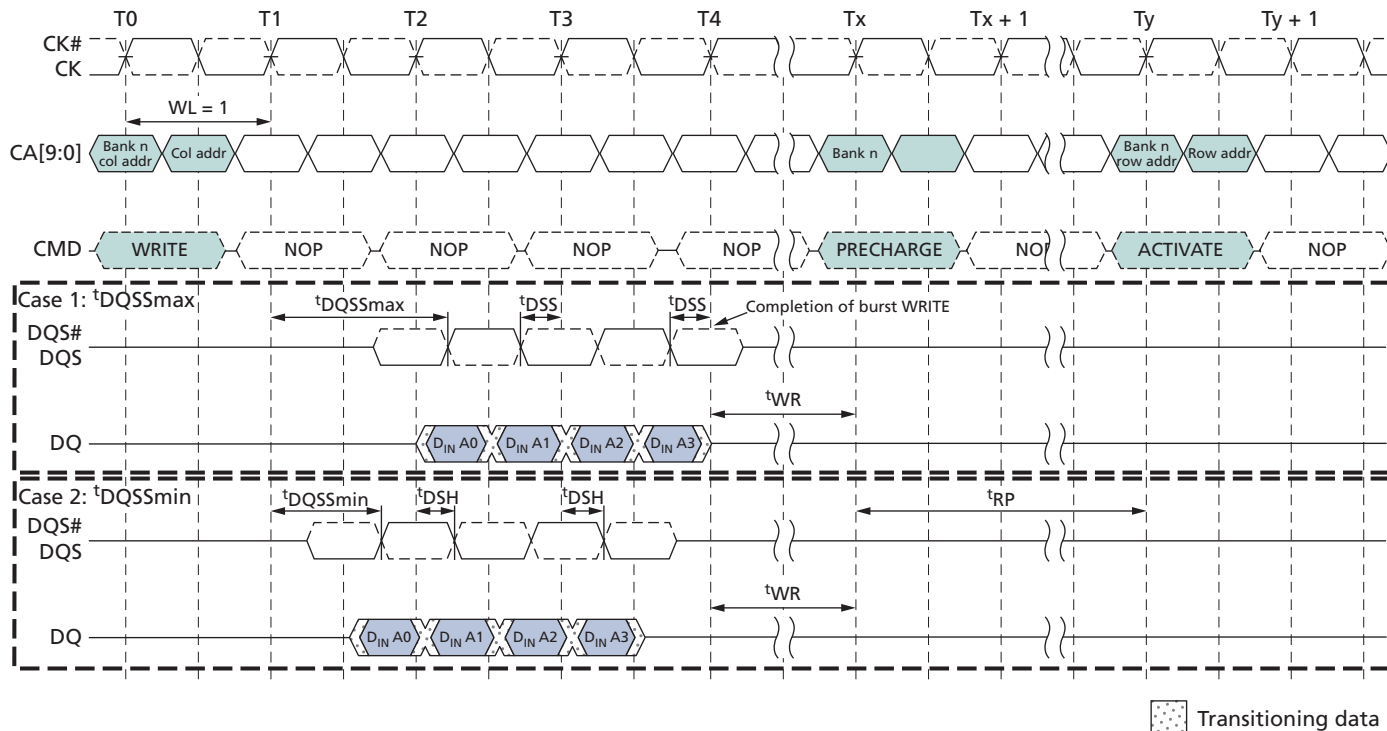 T0 T1 T2 T3 T4 Tx Tx + 1 Ty Ty + 1
CK#
CK
WL = 1
CA[9:0] Bank n col addr Col addr Bank n Bank n row addr Row addr
CMD WRITE NOP NOP NOP NOP PRECHARGE NOP ACTIVATE NOP
Case 1: tDQSSmax
tDQSSmax tDSS tDSS Completion of burst WRITE
DQS#
DQS
tWR
DQ DIN A0 DIN A1 DIN A2 DIN A3
Case 2: tDQSSmin
tDQSSmin tDSH tDSH tRP
DQS#
DQS
tWR
DQ DIN A0 DIN A1 DIN A2 DIN A3
Transitioning data